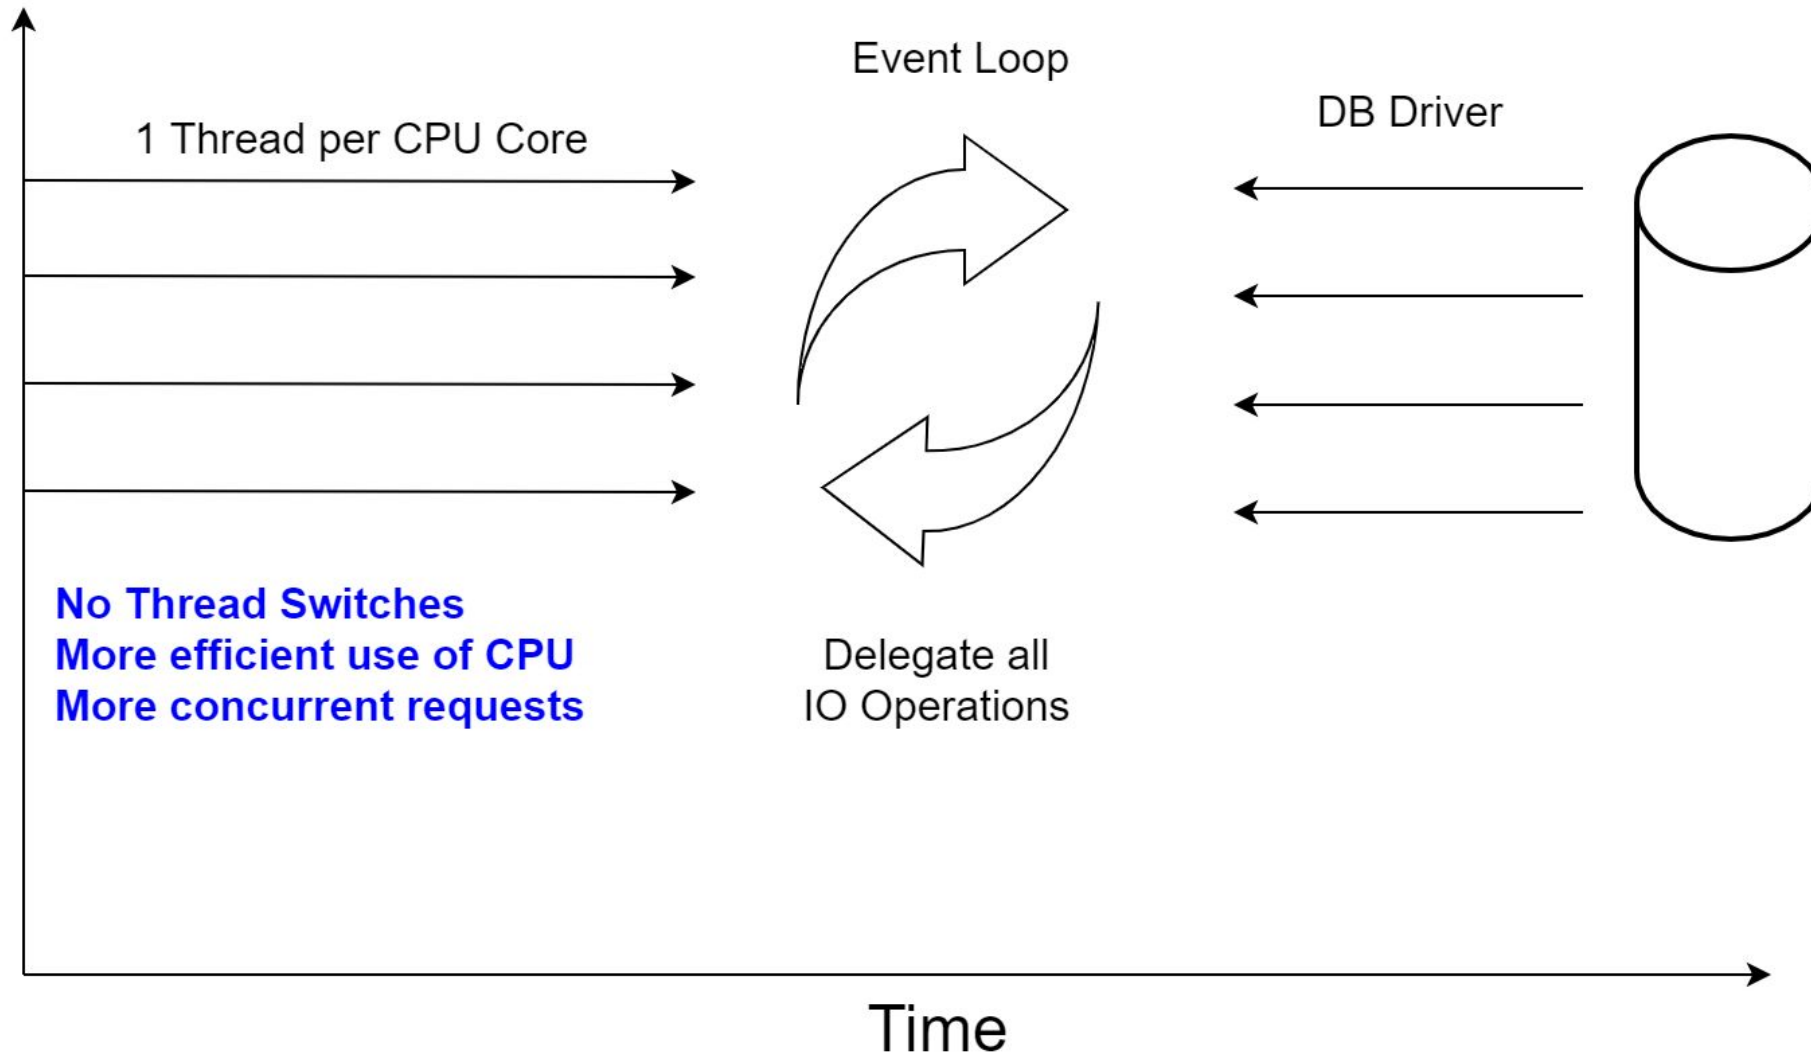 Event Loop
DB Driver
1 Thread per CPU Core
No Thread Switches
More efficient use of CPU
More concurrent requests
Delegate all
IO Operations
Time